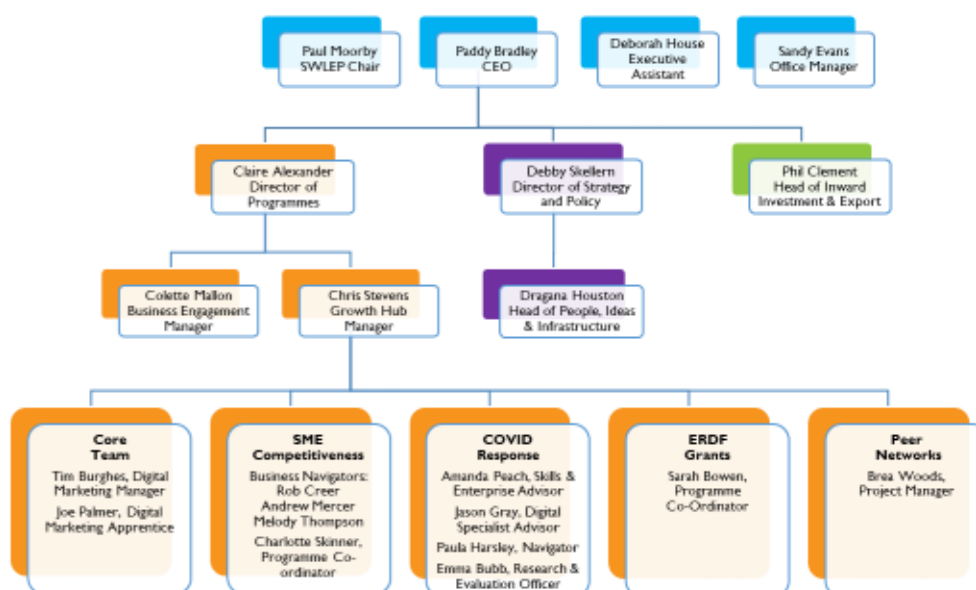 Paul Moorby
SWLEP Chair
Paddy Bradley
CEO
Deborah House
Executive
Assistant
Sandy Evans
Office Manager
Claire Alexander
Director of
Programmes
Debby Skellern
Director of Strategy
and Policy
Phil Clement
Head of Inward
Investment & Export
Colette Mallon
Business Engagement
Manager
Chris Stevens
Growth Hub
Manager
Dragana Houston
Head of People, Ideas
& Infrastructure
Core
Team
Tim Burghes, Digital
Marketing Manager
Joe Palmer, Digital
Marketing Apprentice
SME
Competitiveness
Business Navigators:
Rob Creer
Andrew Mercer
Melody Thompson
Charlotte Skinner,
Programme Co-
ordinator
COVID
Response
Amanda Peach, Skills &
Enterprise Advisor
Jason Gray, Digital
Specialist Advisor
Paula Harsley, Navigator
Emma Bubb, Research &
Evaluation Officer
ERDF
Grants
Sarah Bowen,
Programme
Co-Ordinator
Peer
Networks
Brea Woods,
Project Manager